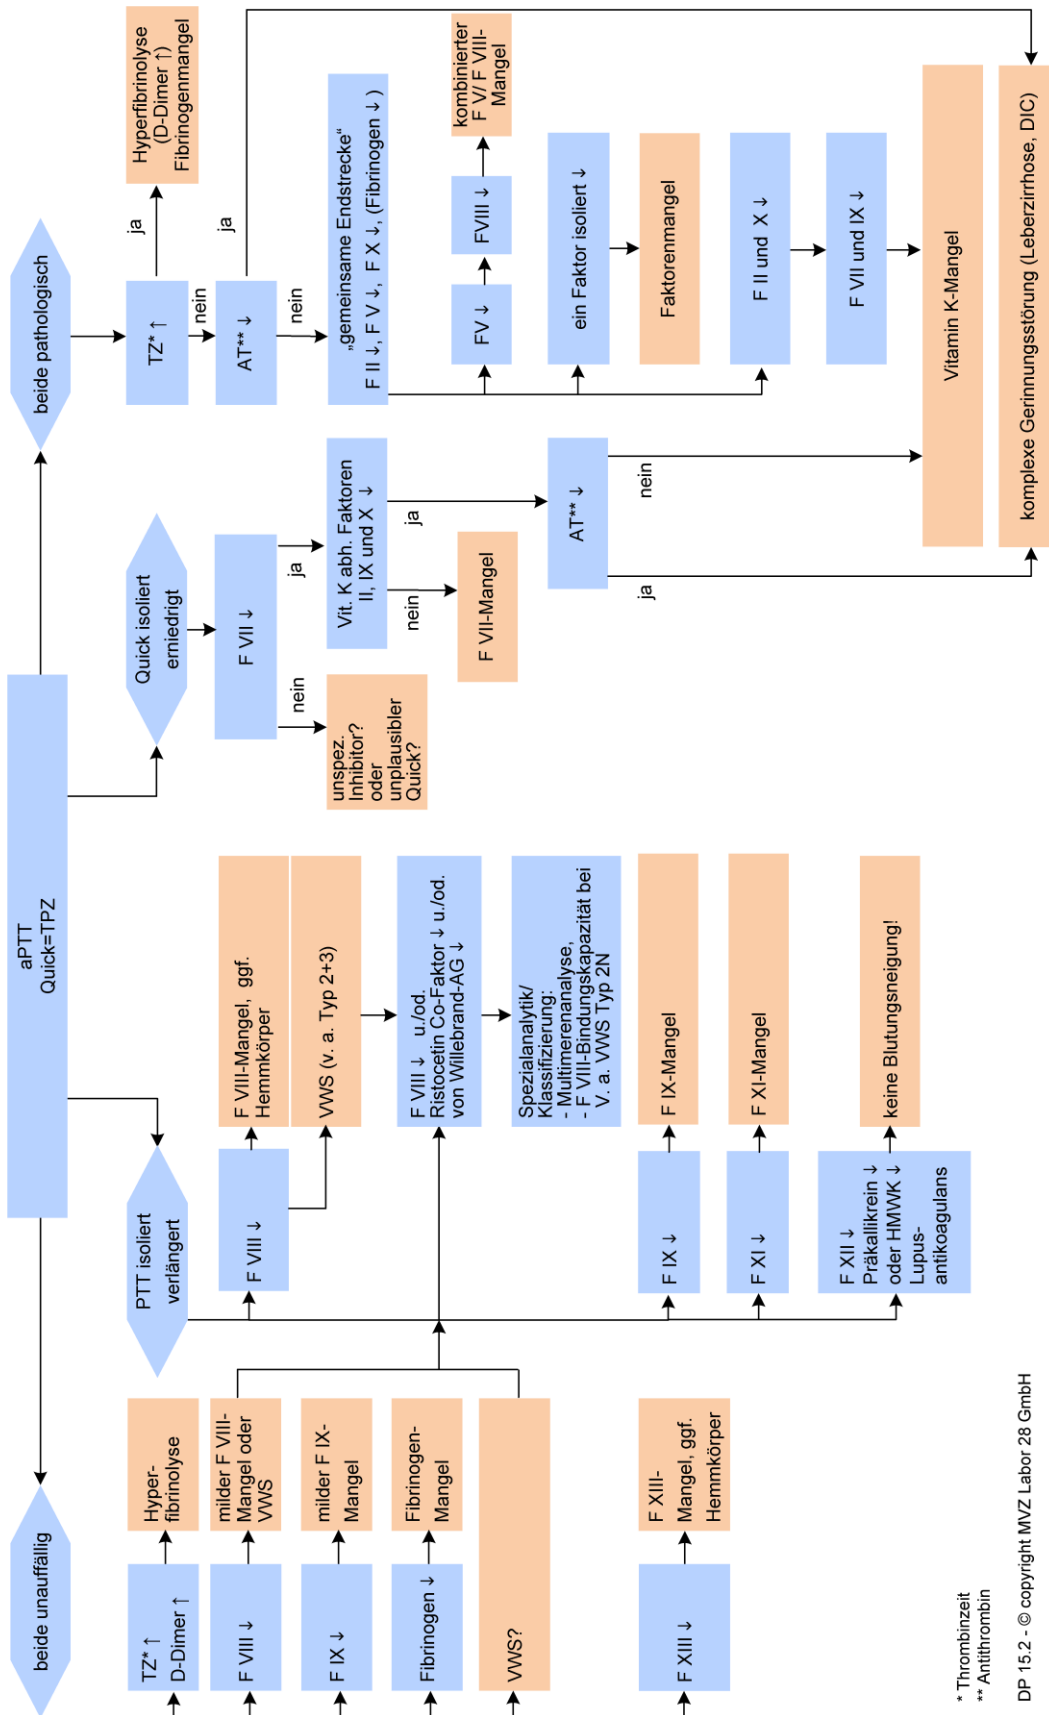 aPTT
Quick=TPZ
beide unauffällig
TZ* ↑
D-Dimer ↑
Hyper-
fibrinolyse
F VIII ↓
milder F VIII-
Mangel oder
VWS
F IX ↓
milder F IX-
Mangel
Fibrinogen ↓
Fibrinogen-
Mangel
VWS?
F XIII ↓
F XIII-
Mangel, ggf.
Hemmkörper
PTT isoliert
verlängert
F VIII ↓
F VIII-Mangel, ggf.
Hemmkörper
VWS (v. a. Typ 2+3)
F VIII ↓ u./od.
Ristocetin Co-Faktor ↓ u./od.
von Willebrand-AG ↓
Spezialanalytik/
Klassifizierung:
- Multimerenanalyse,
- F VIII-Bindungskapazität bei
V. a. VWS Typ 2N
F IX ↓
F IX-Mangel
F XI ↓
F XI-Mangel
F XII ↓
Präkallikrein ↓
oder HMWK ↓
Lupus-
antikoagulans
keine Blutungsneigung!
Quick isoliert
erniedrigt
F VII ↓
nein
ja
unspez.
Inhibitor?
oder
unplausibler
Quick?
Vit. K abh. Faktoren
II, IX und X ↓
nein
ja
F VII-Mangel
AT** ↓
ja
nein
beide pathologisch
TZ* ↑
ja
Hyperfibrinolyse
(D-Dimer ↑)
Fibrinogenmangel
nein
AT** ↓
ja
nein
„gemeinsame Endstrecke“
F II ↓, F V ↓, F X ↓, (Fibrinogen ↓ )
FV ↓
FVIII ↓
kombinierter
F V/ F VIII-
Mangel
ein Faktor isoliert ↓
Faktorenmangel
F II und X ↓
F VII und IX ↓
Vitamin K-Mangel
komplexe Gerinnungsstörung (Leberzirrhose, DIC)
* Thrombinzeit
** Antithrombin
DP 15.2 - © copyright MVZ Labor 28 GmbH